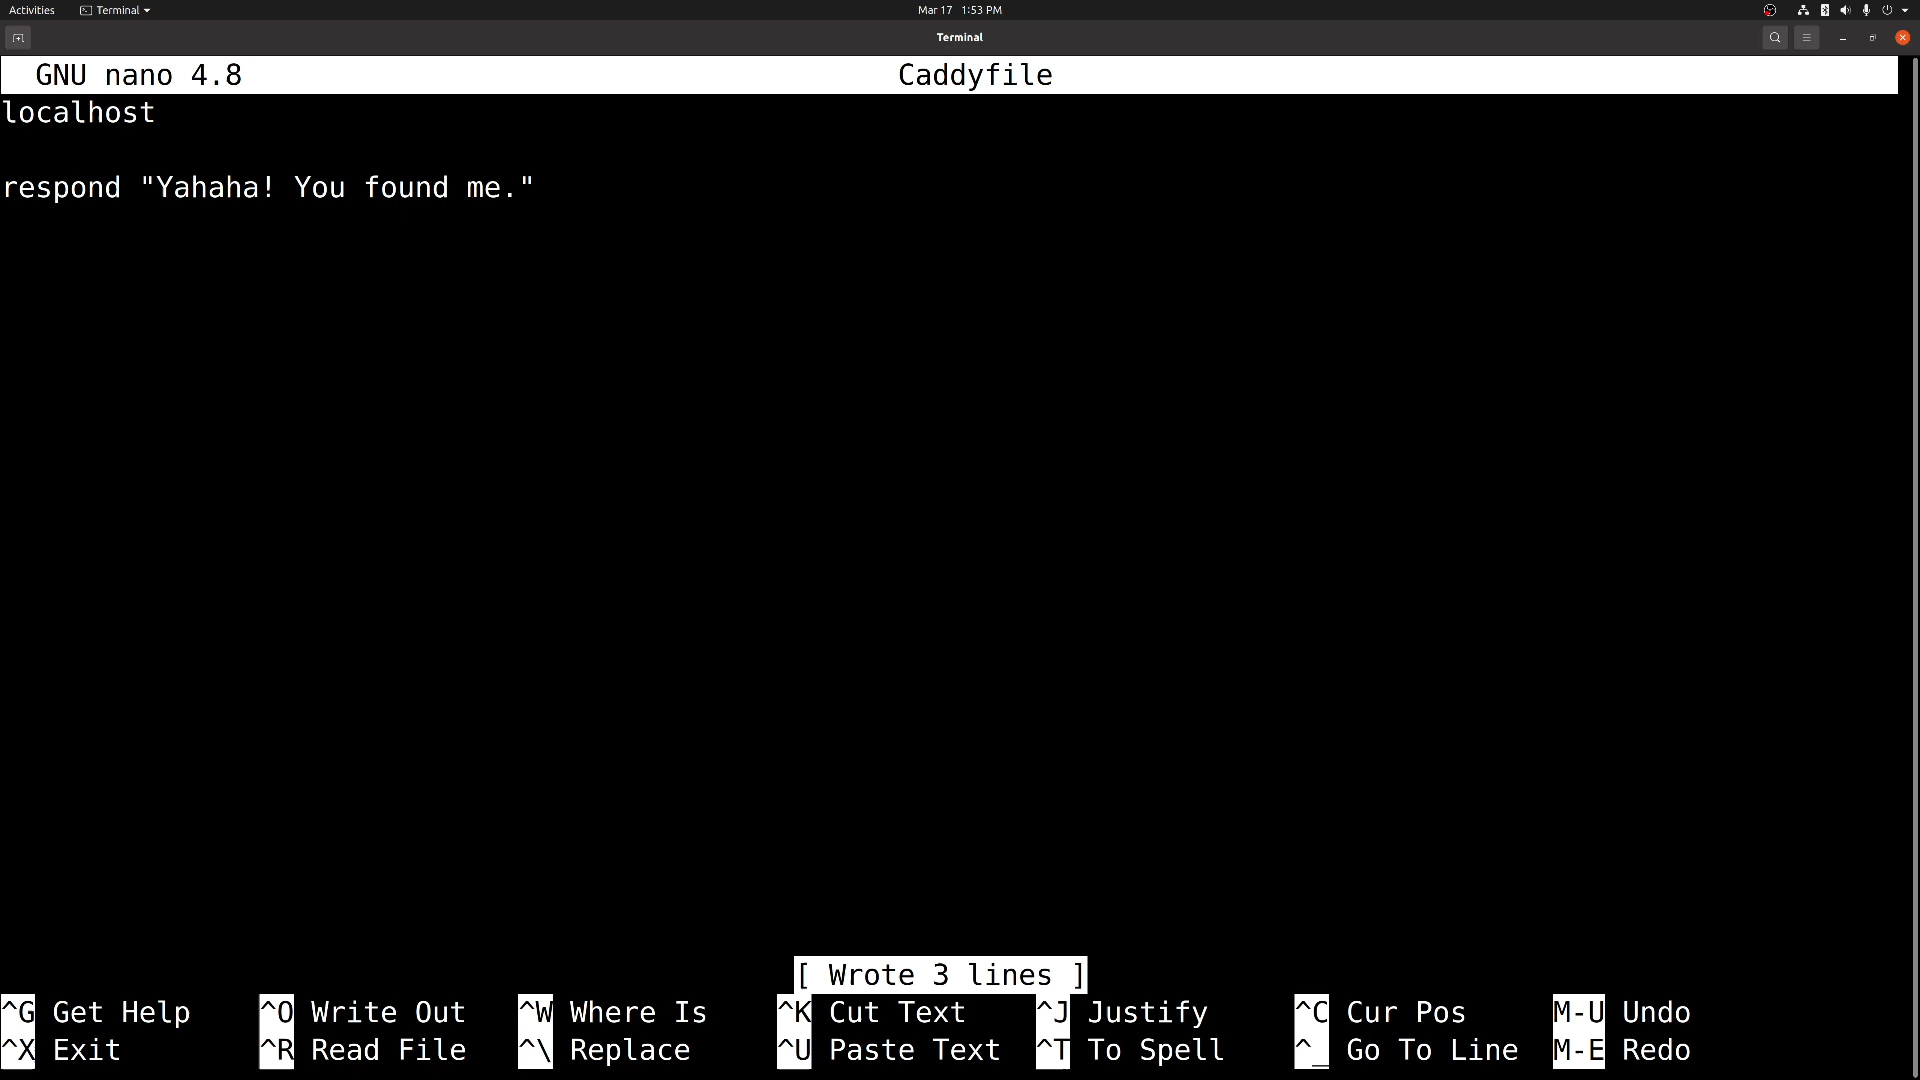 Activities Terminal Mar 17 1:53 PM
Terminal
GNU nano 4.8 Caddyfile
localhost
respond "Yahaha! You found me."
[ Wrote 3 lines ]
^G Get Help ^O Write Out ^W Where Is ^K Cut Text ^J Justify ^C Cur Pos M-U Undo
^X Exit ^R Read File ^\ Replace ^U Paste Text ^T To Spell ^_ Go To Line M-E Redo